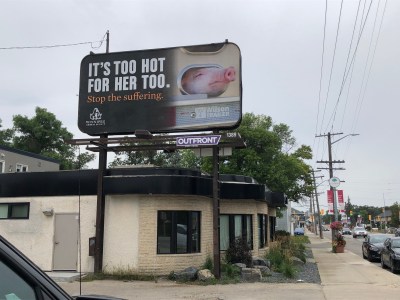 IT'S TOO HOT
FOR HER TOO.
Stop the suffering.
OUTFRONT